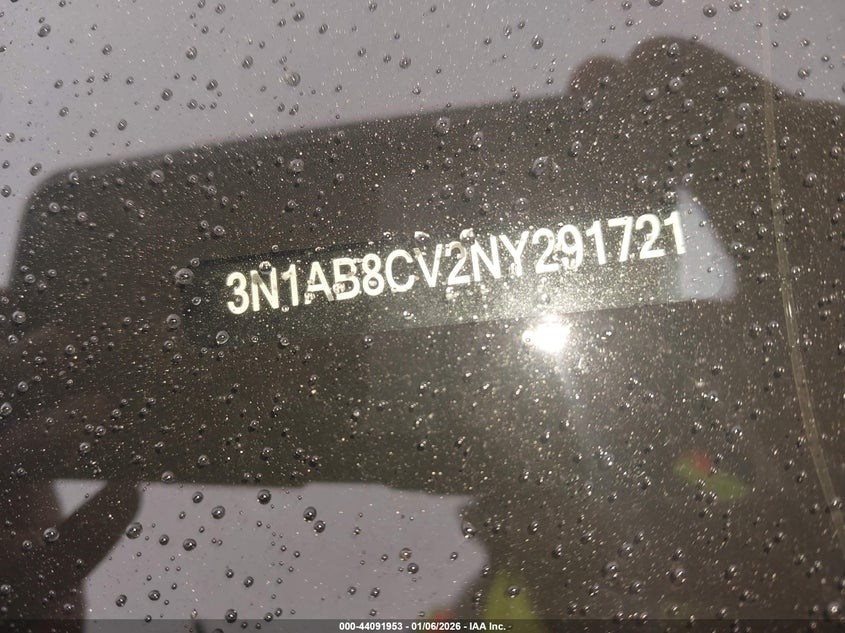 3N1AB8CV2NY291721
000-44091953 - 01/06/2026 - IAA Inc.